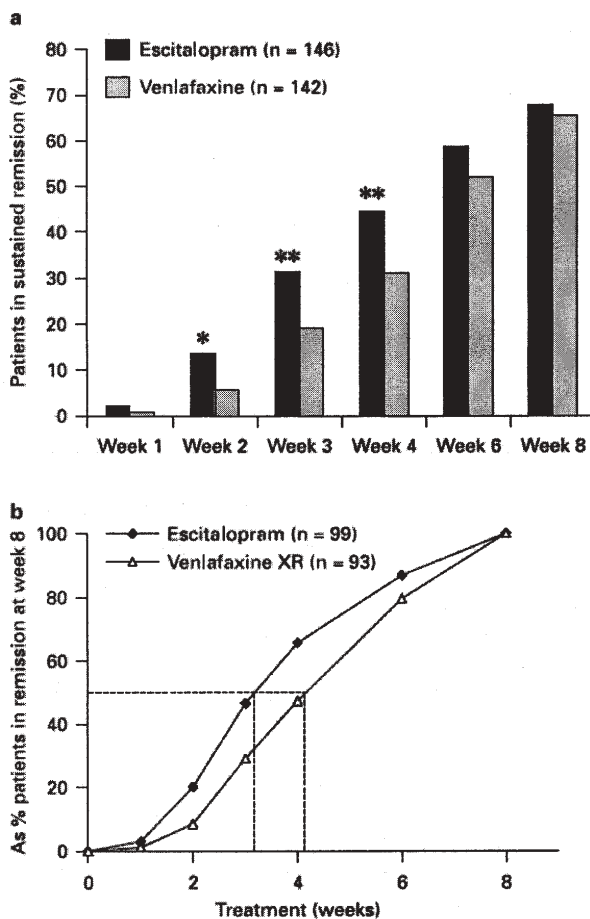 a
Patients in sustained remission (%)
80
70
60
50
40
30
20
10
0
Escitalopram (n = 146)
Venlafaxine (n = 142)
*
**
**
Week 1 Week 2 Week 3 Week 4 Week 6 Week 8
b
As % patients in remission at week 8
100
80
60
40
20
0
Escitalopram (n = 99)
Venlafaxine XR (n = 93)
0 2 4 6 8
Treatment (weeks)